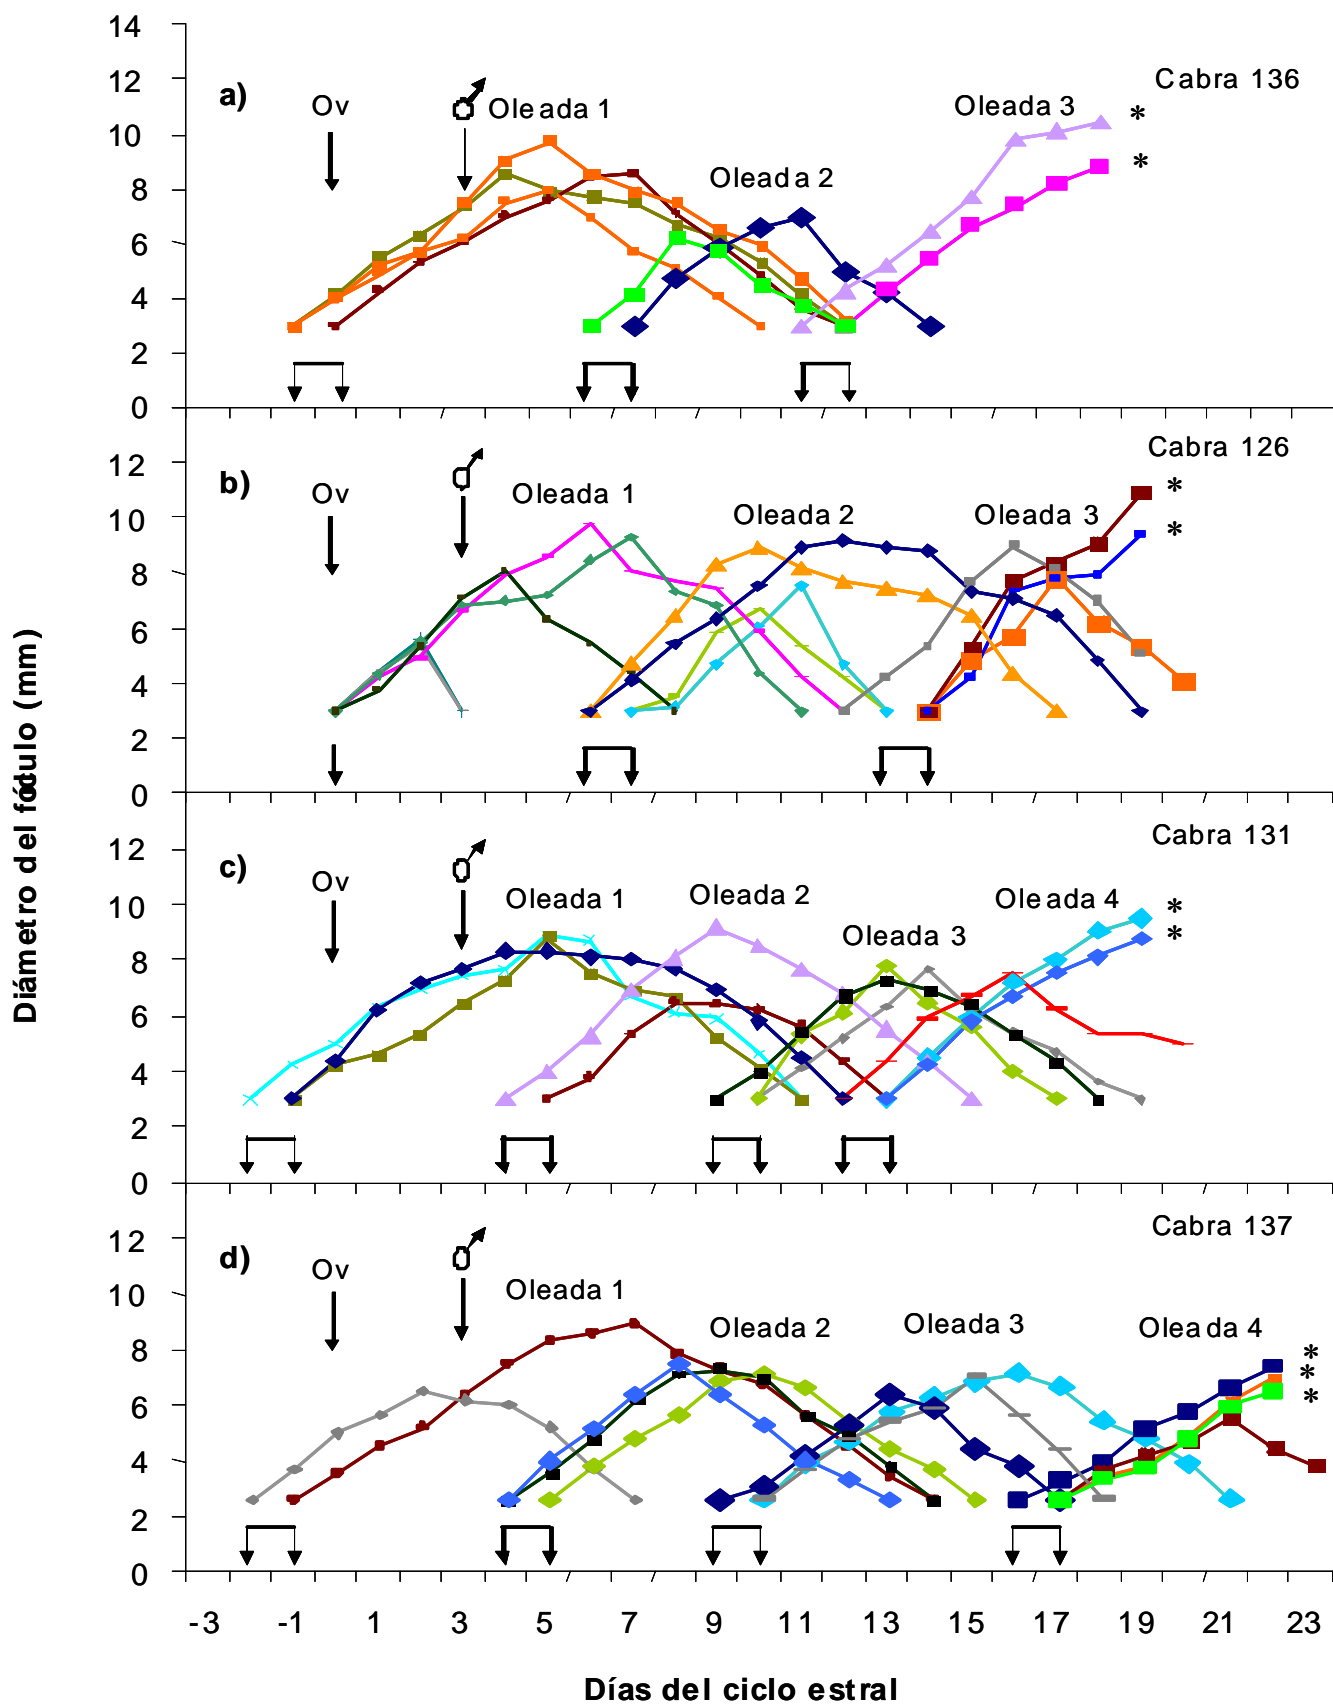 14
12
10
8
6
4
2
0
a)
Ov
Oleada 1
Oleada 2
Oleada 3
Cabra 136
*
*
12
10
8
6
4
2
0
b)
Ov
Oleada 1
Oleada 2
Oleada 3
Cabra 126
*
*
12
10
8
6
4
2
0
c)
Ov
Oleada 1
Oleada 2
Oleada 3
Oleada 4
Cabra 131
*
*
12
10
8
6
4
2
0
d)
Ov
Oleada 1
Oleada 2
Oleada 3
Oleada 4
Cabra 137
*
*
*
-3 -1 1 3 5 7 9 11 13 15 17 19 21 23
Días del ciclo estral
Diámetro del (mm)